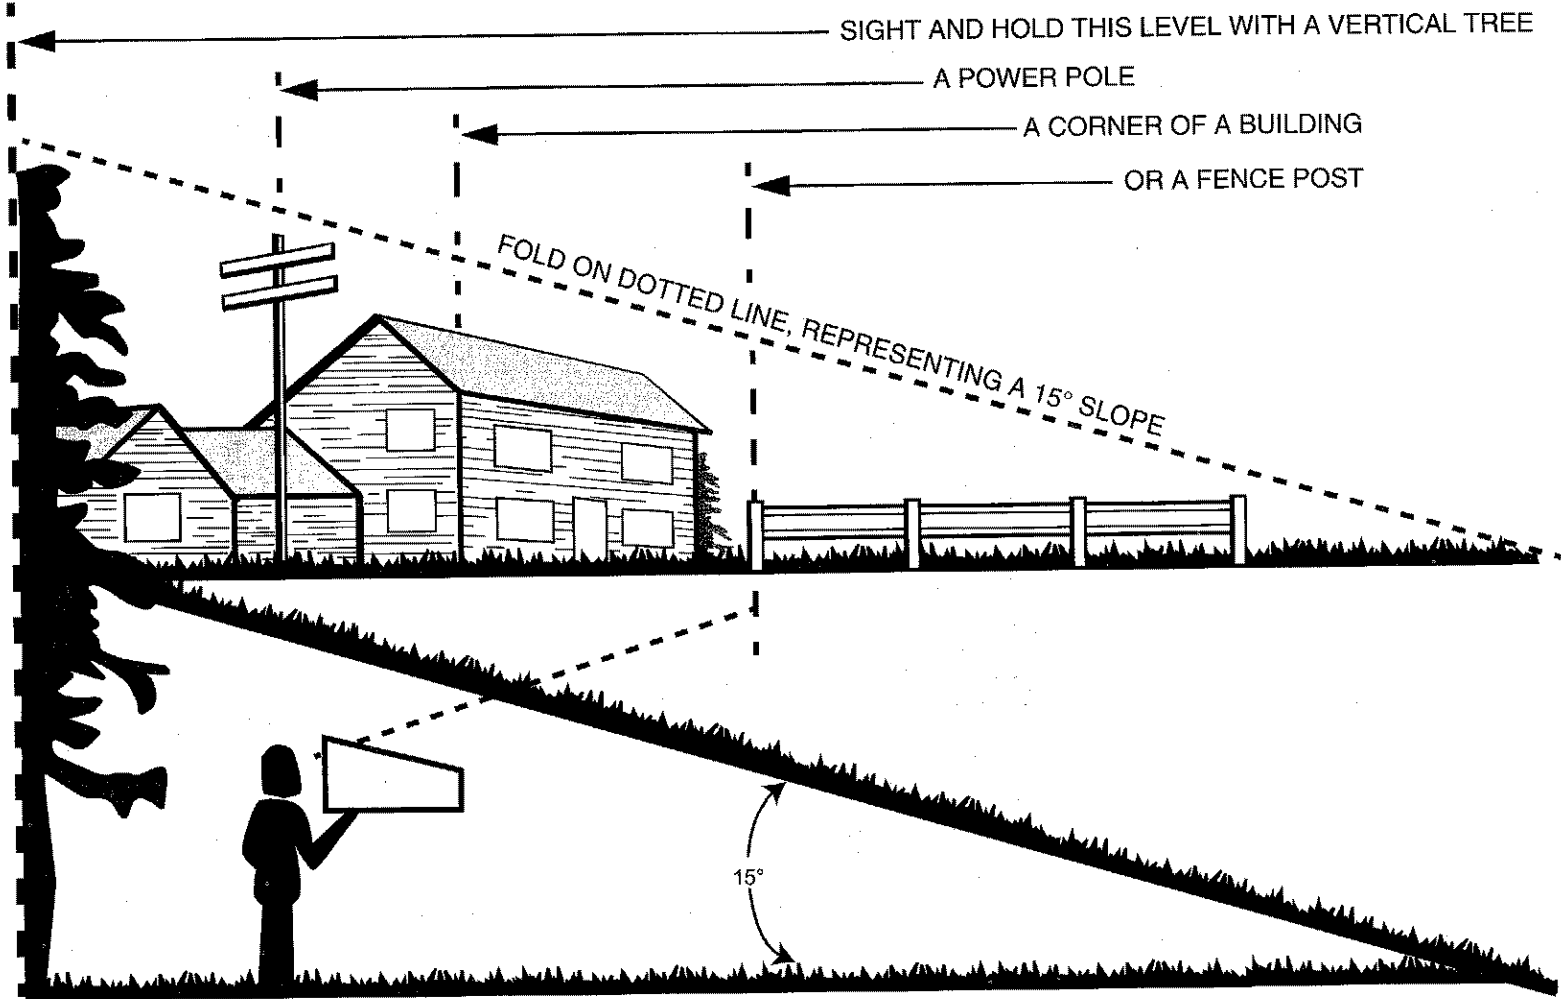 SIGHT AND HOLD THIS LEVEL WITH A VERTICAL TREE
A POWER POLE
A CORNER OF A BUILDING
OR A FENCE POST
FOLD ON DOTTED LINE, REPRESENTING A 15° SLOPE
15°